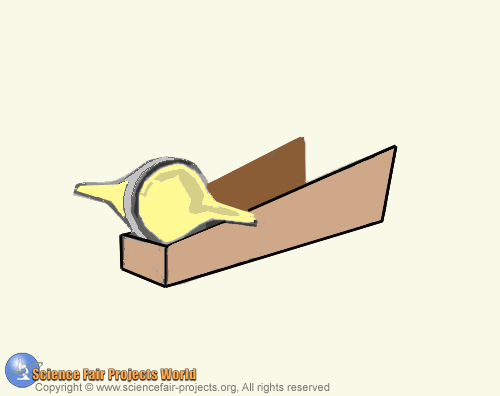 Science Fair Projects World
Copyright © www.sciencefair-projects.org, All rights reserved